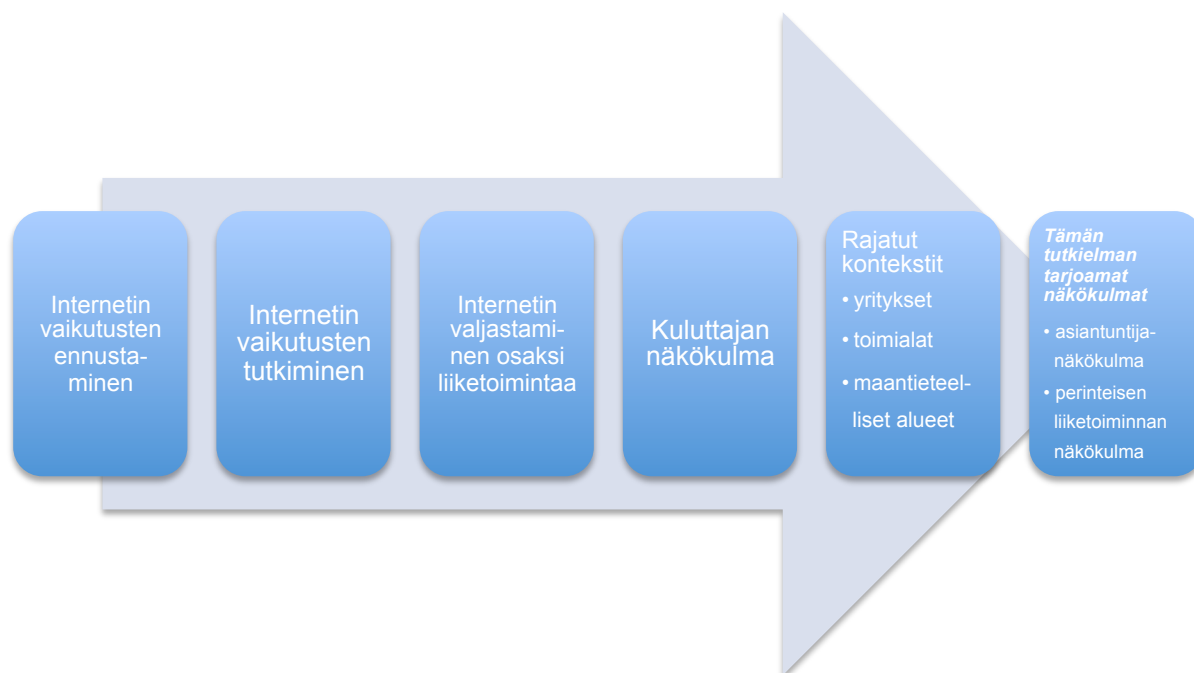 Internetin
vaikutusten
ennusta-
minen
Internetin
vaikutusten
tutkiminen
Internetin
valjastami-
nen osaksi
liiketoimintaa
Kuluttajan
näkökulma
Rajatut
kontekstit
• yritykset
• toimialat
• maantieteel-
liset alueet
Tämän
tutkielman
tarjoamat
näkökulmat
• asiantuntija-
näkökulma
• perinteisen
liiketoiminnan
näkökulma